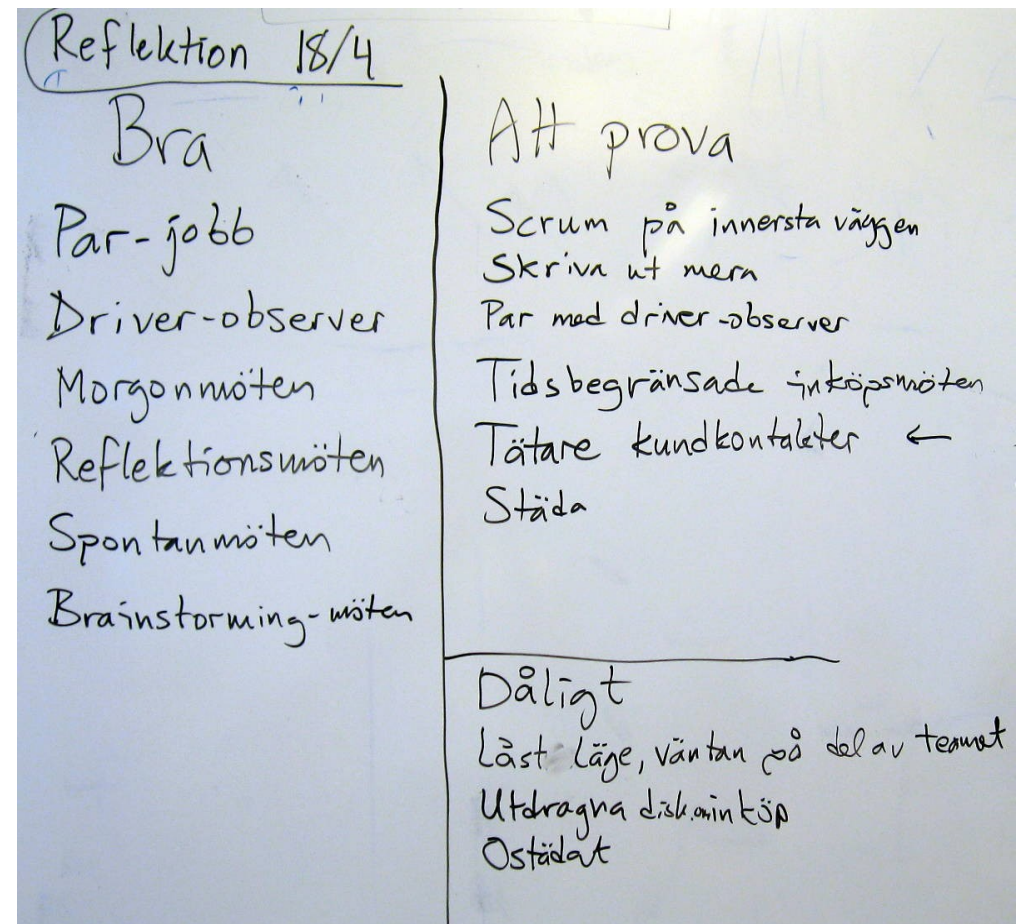 Reflektion 18/4
Bra
Par-jobb
Driver-observer
Morgonmöten
Reflektionsmöten
Spontanmöten
Brainstorming-möten
Att prova
Scrum på innersta väggen
Skriva ut mera
Par med driver-observer
Tidsbegränsade inköpsmöten
Tätare kundkontakter ←
Städa
Dåligt
Låst läge, väntan på del av teamet
Utdragna disk. om inköp
Ostädat